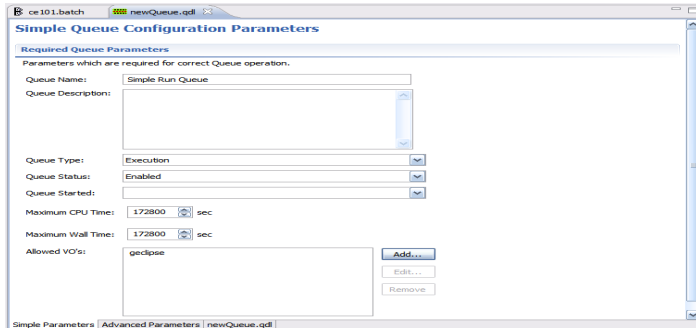 ce101.batch newQueue.qdl
Simple Queue Configuration Parameters
Required Queue Parameters
Parameters which are required for correct Queue operation.
Queue Name: Simple Run Queue
Queue Description:
Queue Type: Execution
Queue Status: Enabled
Queue Started:
Maximum CPU Time: 172800 sec
Maximum Wall Time: 172800 sec
Allowed VO's: geclipse Add...
Edit...
Remove
Simple Parameters Advanced Parameters newQueue.qdl